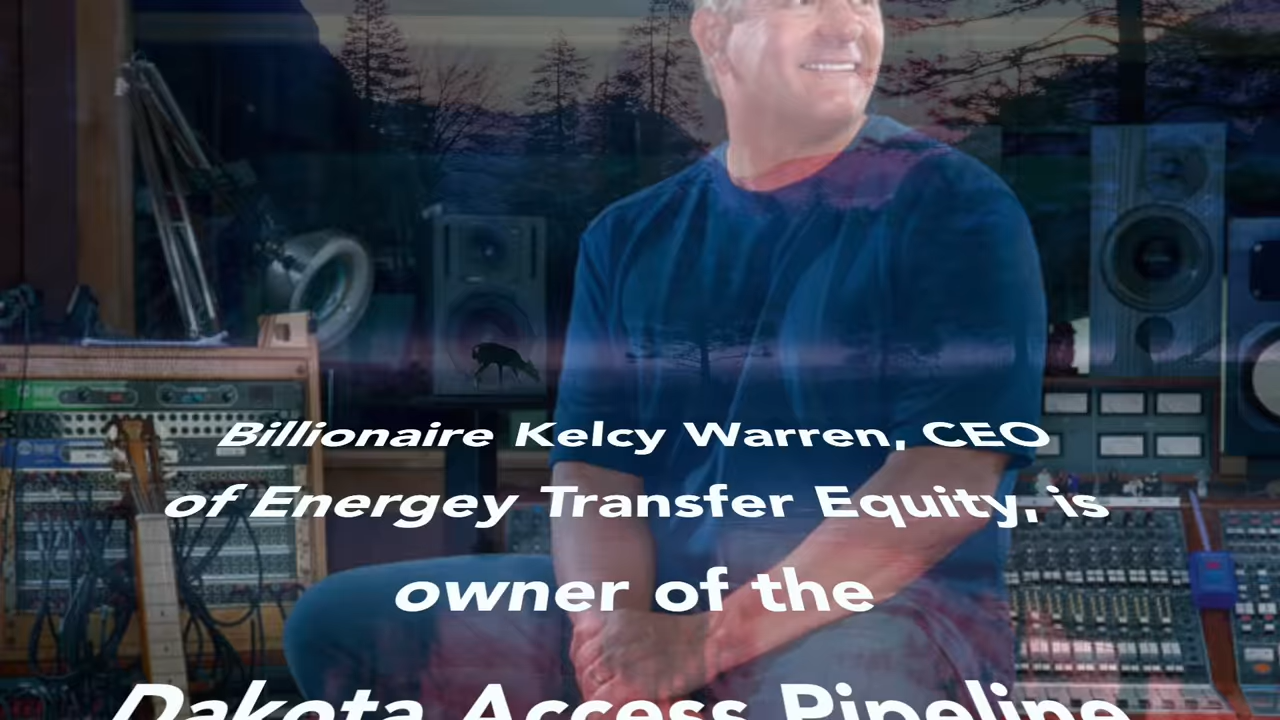 Billionaire Kelcy Warren, CEO
of Energey Transfer Equity, is
owner of the
Dakota Access Pipeline